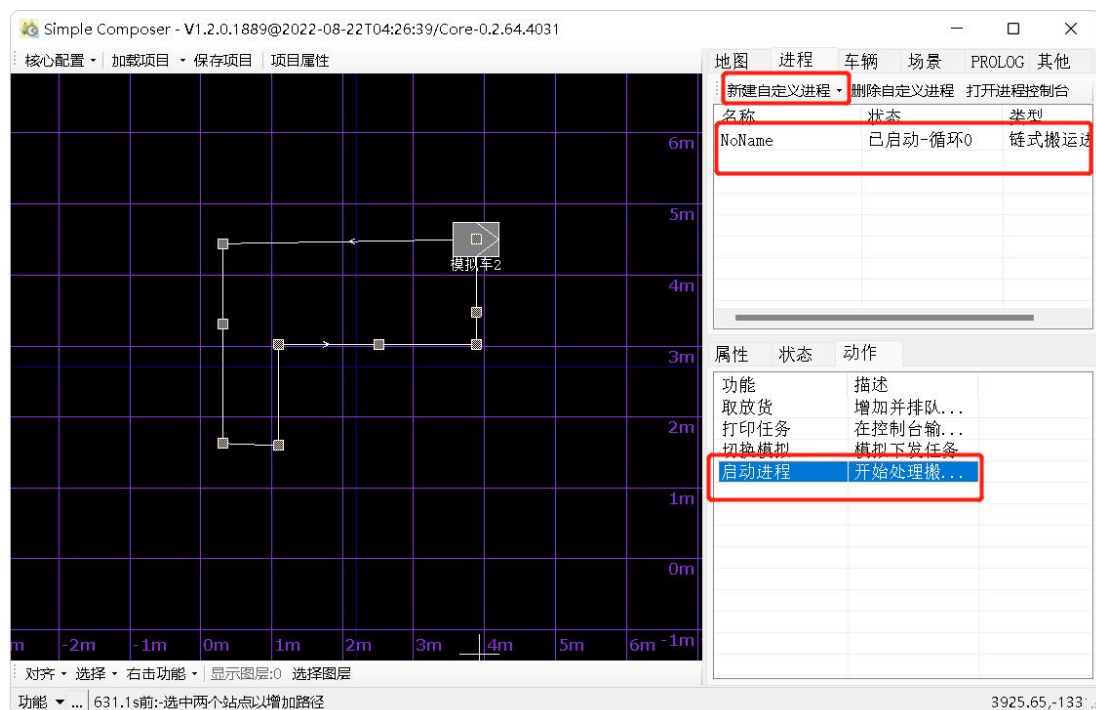 Simple Composer - V1.2.0.1889@2022-08-22T04:26:39/Core-0.2.64.4031
核心配置 加载项目 保存项目 项目属性
地图 进程 车辆 场景 PROLOG 其他
新建自定义进程 删除自定义进程 打开进程控制台
名称 状态 类型
NoName 已启动-循环0 链式搬运进
6m
5m
模拟车2
4m
3m
属性 状态 动作
功能 描述
取放货 增加并排队...
打印任务 在控制台输...
切换模拟 模拟下发任务
启动进程 开始处理搬...
2m
1m
0m
m -2m -1m 0m 1m 2m 3m 4m 5m 6m -1m
对齐 选择 右击功能 显示图层:0 选择图层
功能 ... 631.1s前:-选中两个站点以增加路径 3925.65,-133